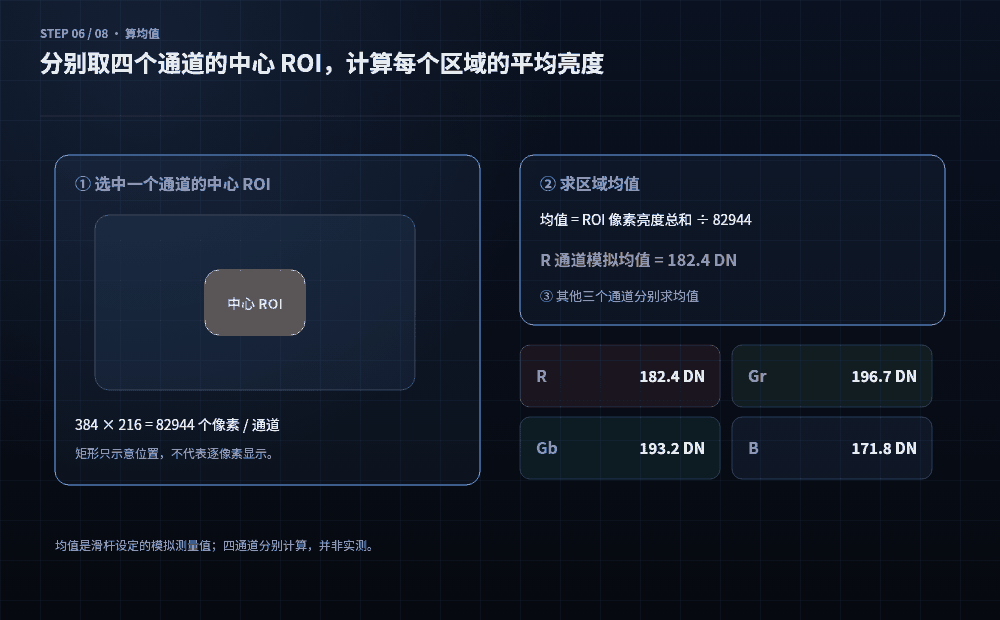 STEP 06 / 08 · 算均值
分别取四个通道的中心 ROI，计算每个区域的平均亮度
① 选中一个通道的中心 ROI
中心 ROI
384 × 216 = 82944 个像素 / 通道
矩形只示意位置，不代表逐像素显示。
② 求区域均值
均值 = ROI 像素亮度总和 ÷ 82944
R 通道模拟均值 = 182.4 DN
③ 其他三个通道分别求均值
R 182.4 DN
Gr 196.7 DN
Gb 193.2 DN
B 171.8 DN
均值是滑杆设定的模拟测量值；四通道分别计算，并非实测。